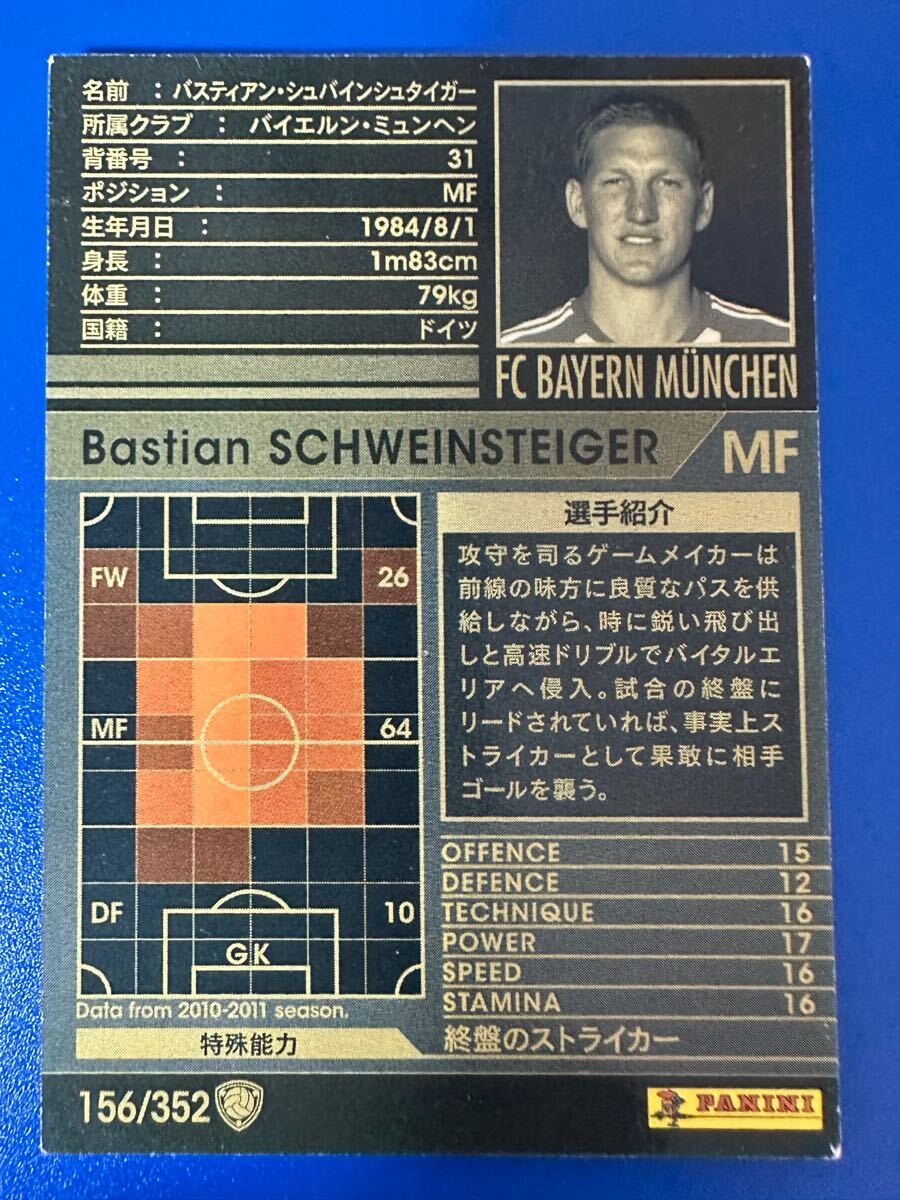 名前 : バスティアン・シュバインシュタイガー
所属クラブ : バイエルン・ミュンヘン
背番号 : 31
ポジション : MF
生年月日 : 1984/8/1
身長 : 1m83cm
体重 : 79kg
国籍 : ドイツ
FC BAYERN MÜNCHEN
Bastian SCHWEINSTEIGER
MF
FW 26
MF 64
DF 10
GK
Data from 2010-2011 season.
選手紹介
攻守を司るゲームメイカーは
前線の味方に良質なパスを供
給しながら、時に鋭い飛び出
しと高速ドリブルでバイタルエ
リアへ侵入。試合の終盤に
リードされていれば、事実上ス
トライカーとして果敢に相手
ゴールを襲う。
OFFENCE 15
DEFENCE 12
TECHNIQUE 16
POWER 17
SPEED 16
STAMINA 16
特殊能力
終盤のストライカー
156/352
PANINI